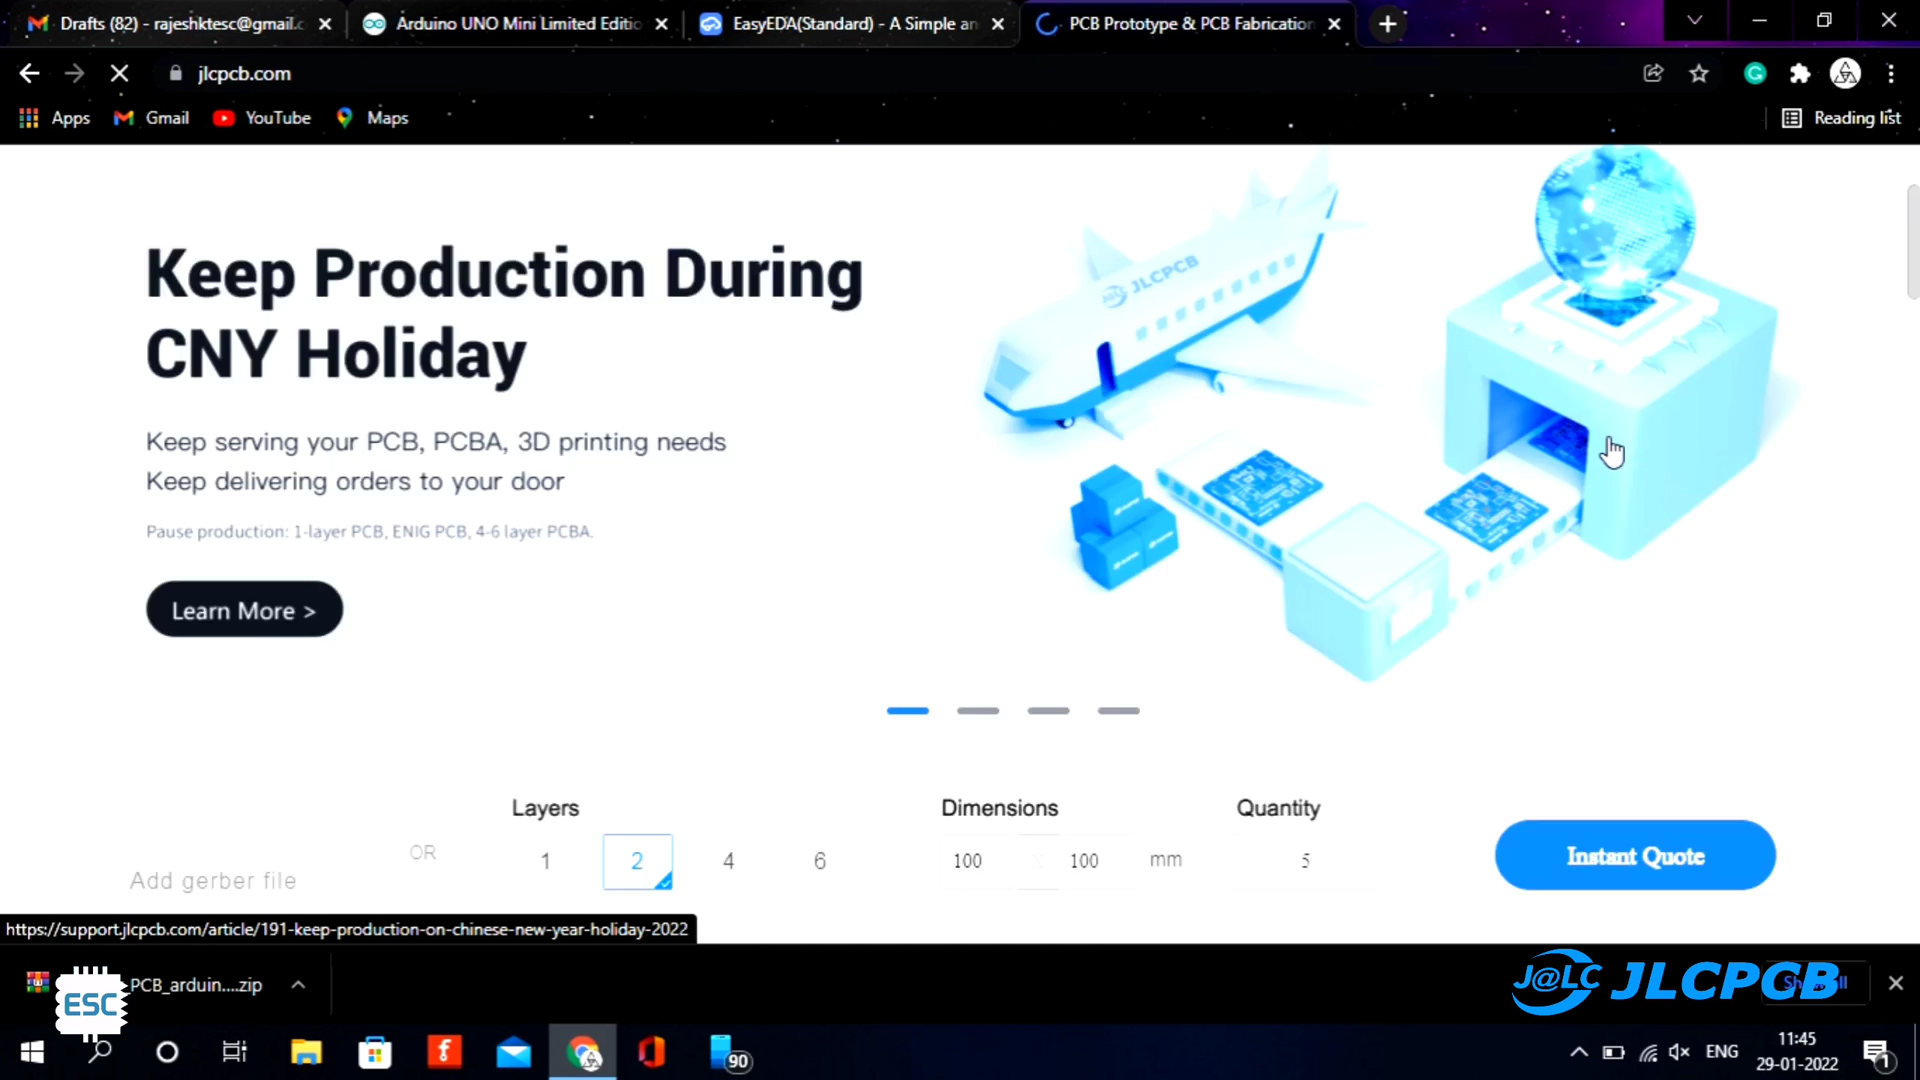 Drafts (82) - rajeshktesc@gmail.c
Arduino UNO Mini Limited Editio
EasyEDA(Standard) - A Simple an
PCB Prototype & PCB Fabrication
jlcpcb.com
Apps
Gmail
YouTube
Maps
Reading list
Keep Production During
CNY Holiday
Keep serving your PCB, PCBA, 3D printing needs
Keep delivering orders to your door
Pause production: 1-layer PCB, ENIG PCB, 4-6 layer PCBA.
Learn More >
JLCPCB
Layers
Dimensions
Quantity
Add gerber file
OR
1
2
4
6
100
X
100
mm
5
Instant Quote
https://support.jlcpcb.com/article/191-keep-production-on-chinese-new-year-holiday-2022
PCB_arduin....zip
ESC
J@LC JLCPCB
90
ENG
11:45
29-01-2022
1